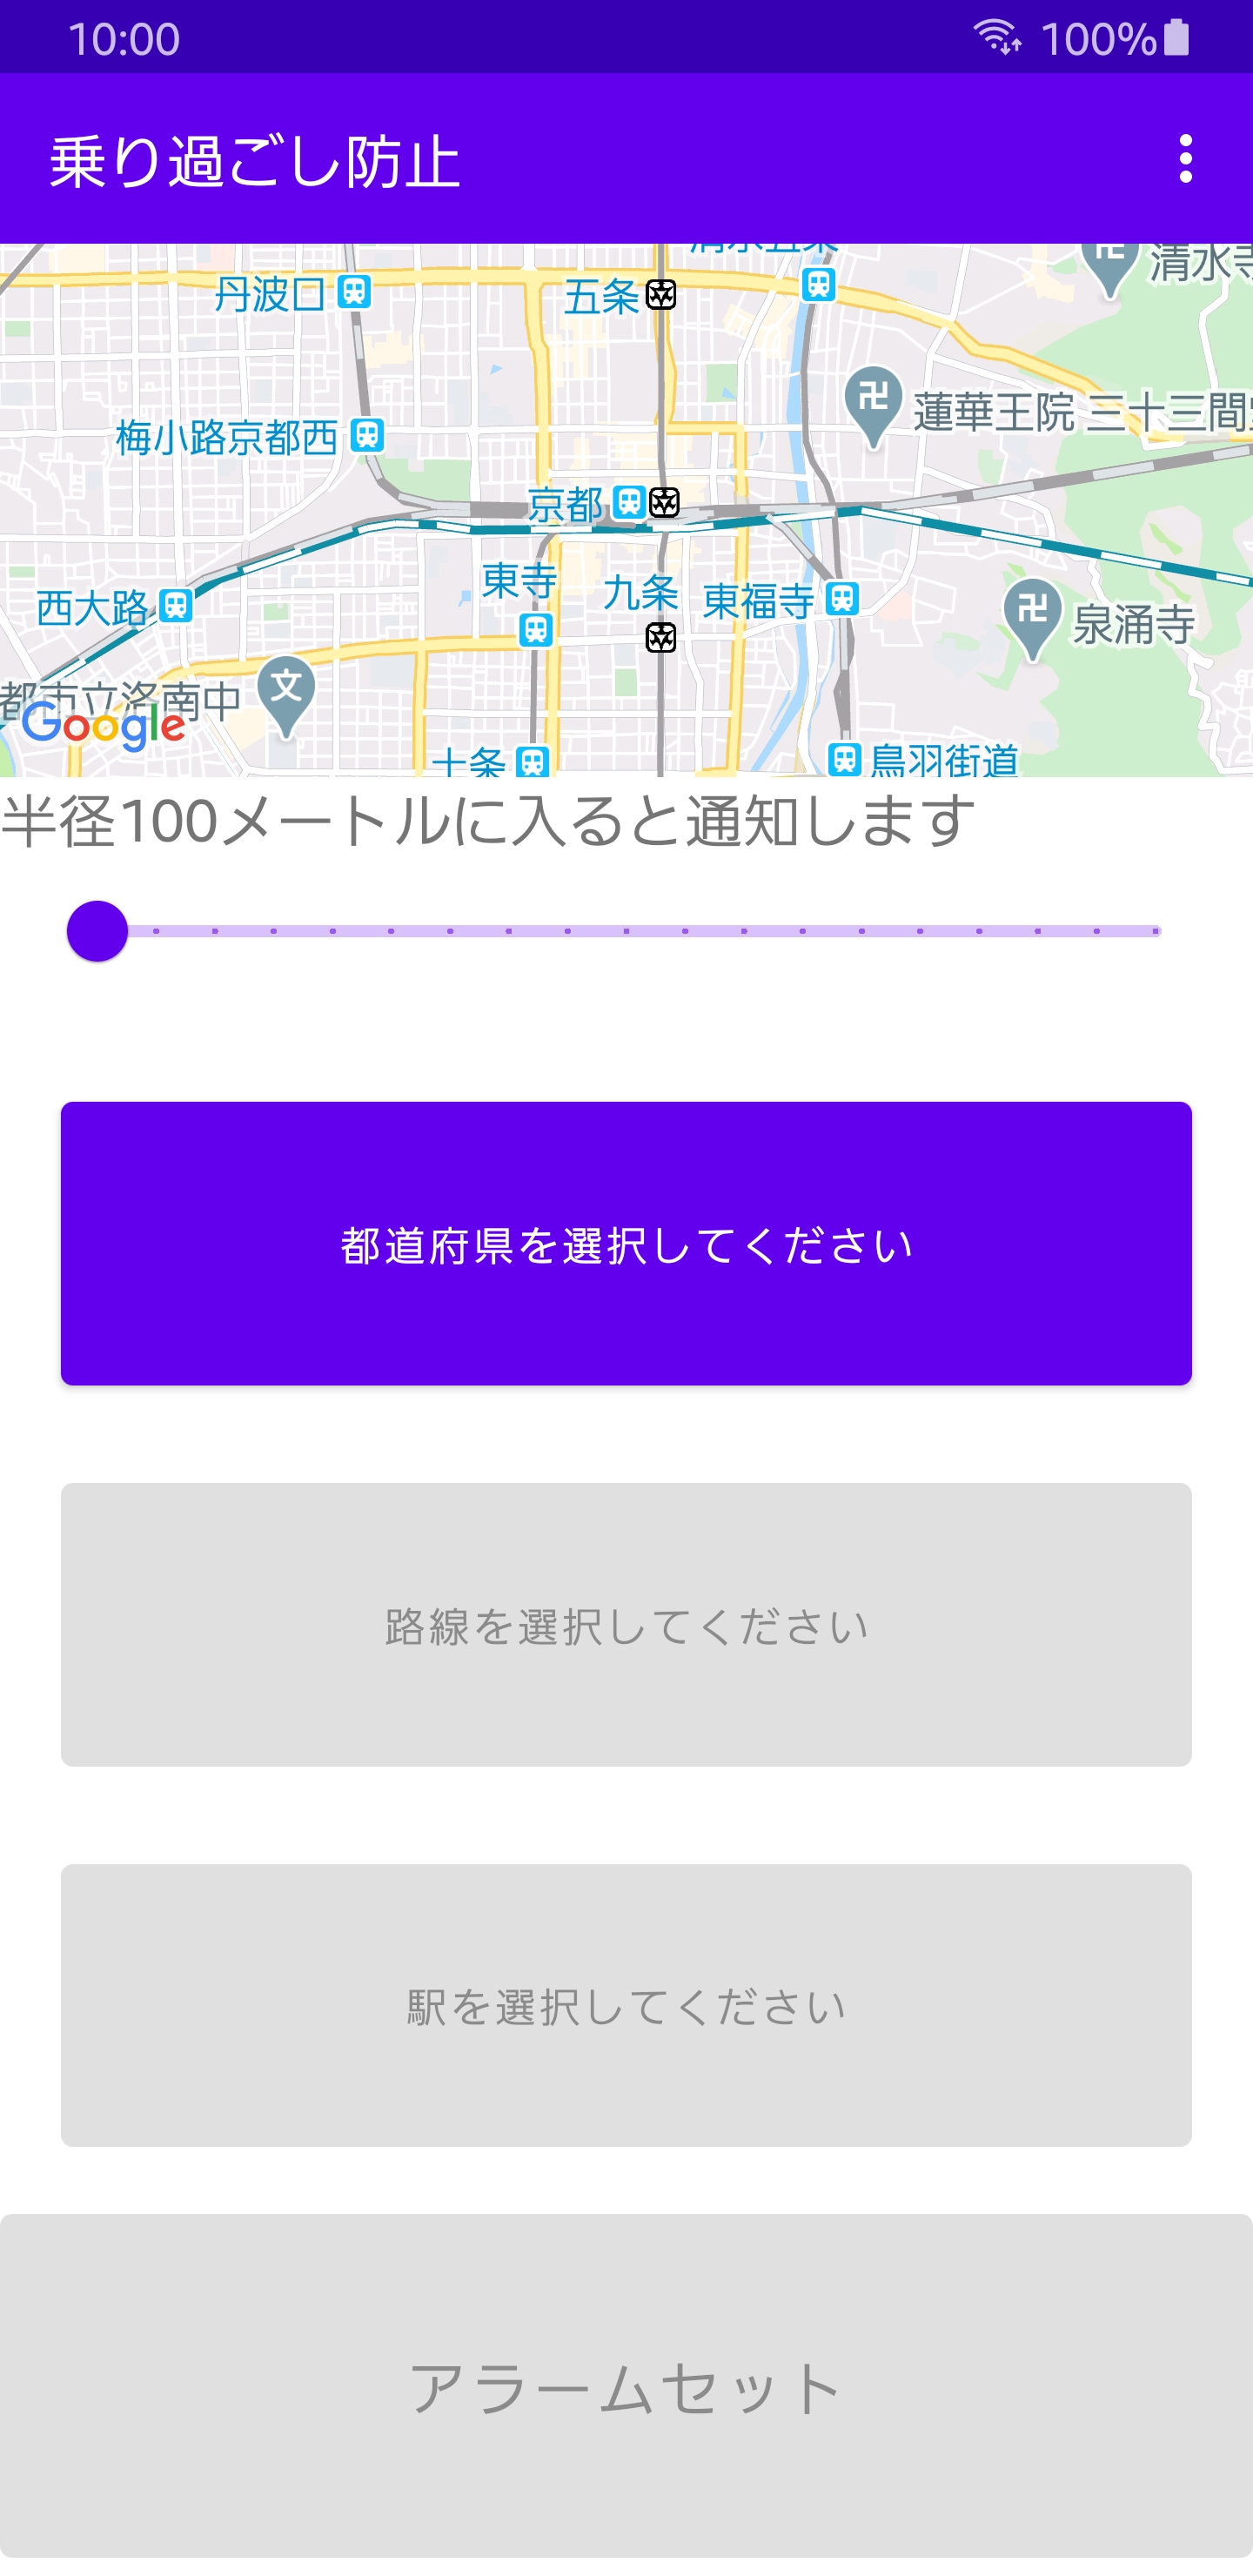 10:00 100%
乗り過ごし防止
清水五条
清水寺
丹波口
五条
蓮華王院 三十三間
梅小路京都西
京都
東寺
九条
東福寺
西大路
泉涌寺
文
都市立洛南中
Google
十条
鳥羽街道
半径100メートルに入ると通知します
都道府県を選択してください
路線を選択してください
駅を選択してください
アラームセット